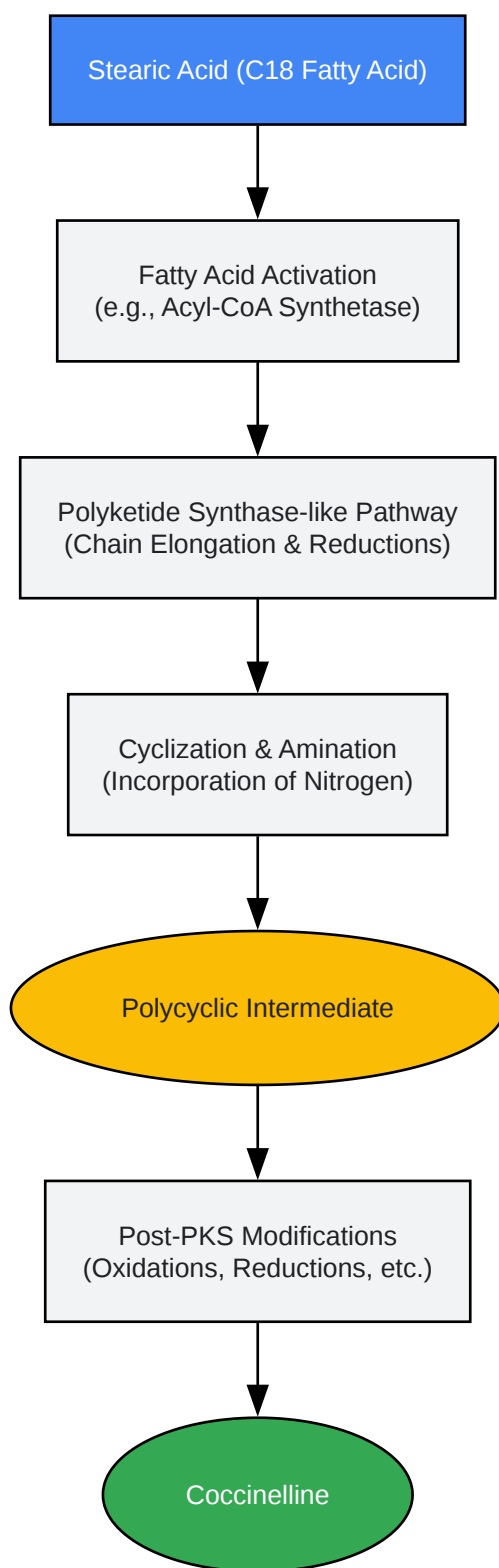 Stearic Acid (C18 Fatty Acid)
Fatty Acid Activation
(e.g., Acyl-CoA Synthetase)
Polyketide Synthase-like Pathway
(Chain Elongation & Reductions)
Cyclization & Amination
(Incorporation of Nitrogen)
Polycyclic Intermediate
Post-PKS Modifications
(Oxidations, Reductions, etc.)
Coccinelline